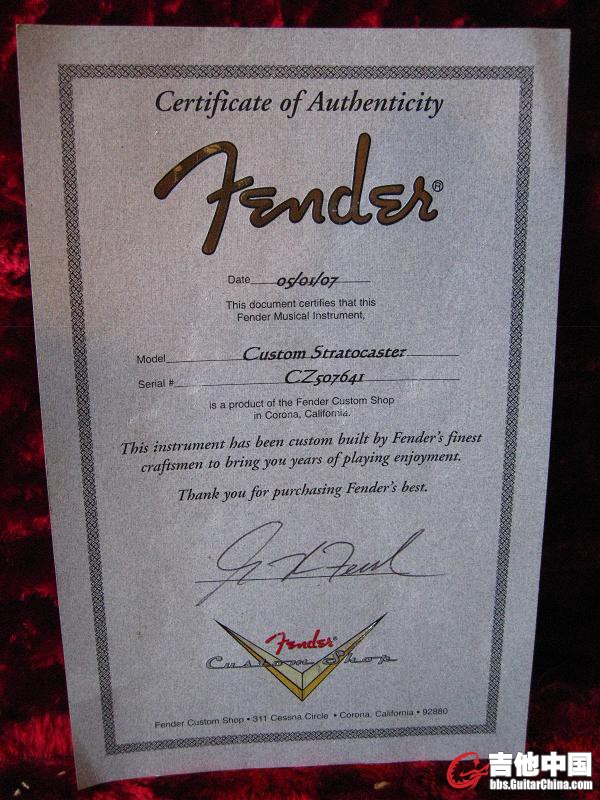 Certificate of Authenticity
Fender®
Date 05/01/07
This document certifies that this
Fender Musical Instrument,
Model Custom Stratocaster
Serial # CZ507641
is a product of the Fender Custom Shop
in Corona, California.
This instrument has been custom built by Fender's finest
craftsmen to bring you years of playing enjoyment.
Thank you for purchasing Fender's best.
Fender®
Custom Shop
Fender Custom Shop • 311 Cessna Circle • Corona, California • 92880
吉他中国
bbs.GuitarChina.com